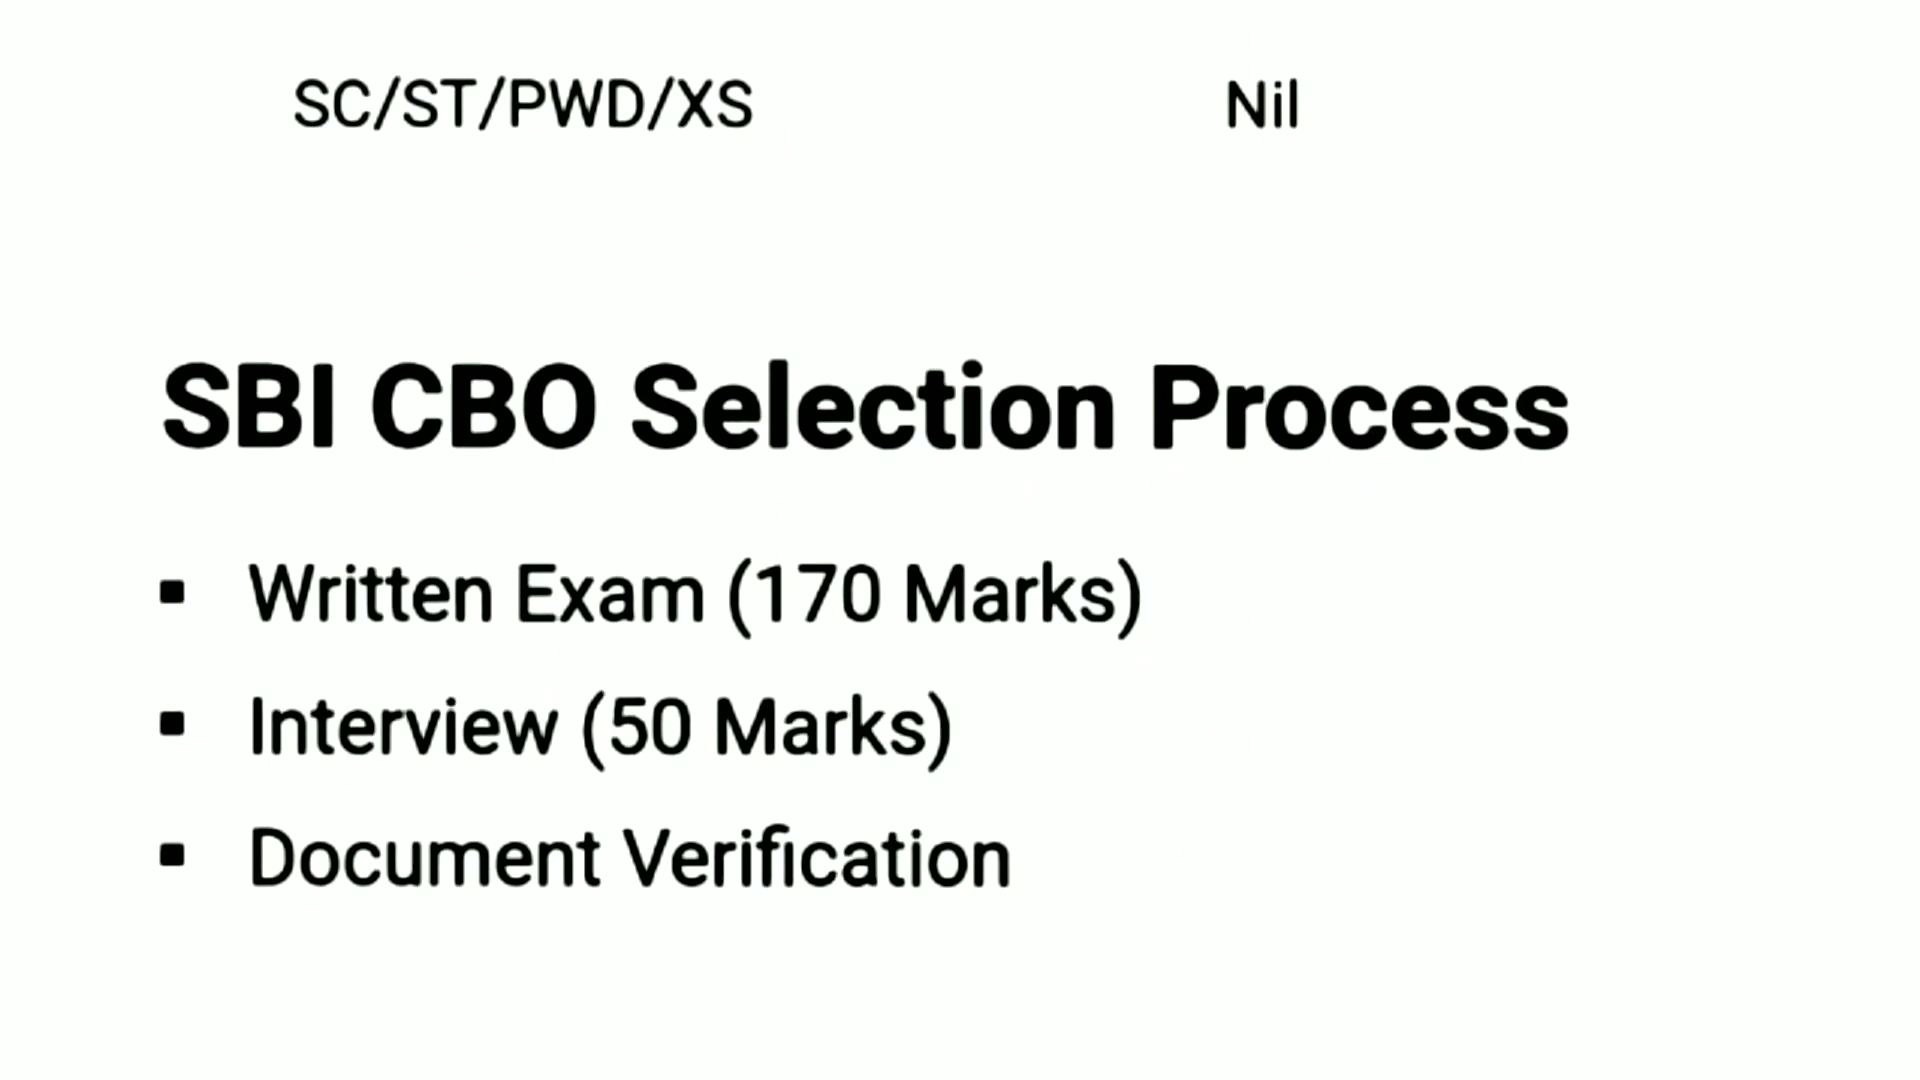 SC/ST/PWD/XS Nil
SBI CBO Selection Process
▪ Written Exam (170 Marks)
▪ Interview (50 Marks)
▪ Document Verification